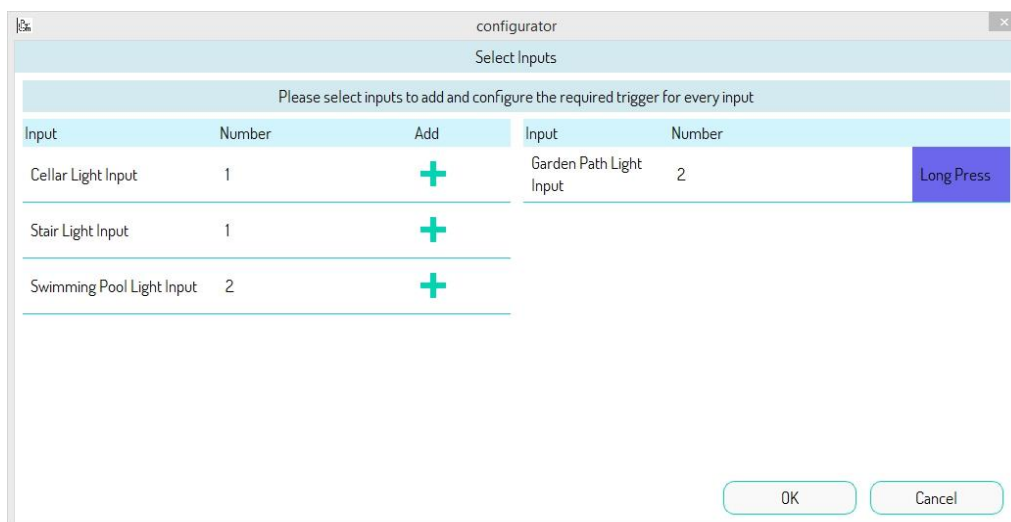 configurator
Select Inputs
Please select inputs to add and configure the required trigger for every input
Input Number Add
Input Number
Cellar Light Input 1
Garden Path Light
Input
2
Long Press
Stair Light Input 1
Swimming Pool Light Input 2
OK
Cancel